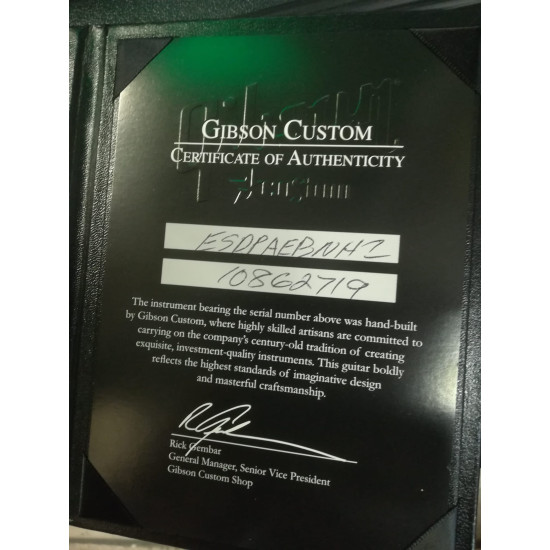 GIBSON CUSTOM
CERTIFICATE OF AUTHENTICITY
ESDPAEBNH1
10862719
The instrument bearing the serial number above was hand-built
by Gibson Custom, where highly skilled artisans are committed to
carrying on the company's century-old tradition of creating
exquisite, investment-quality instruments. This guitar boldly
reflects the highest standards of imaginative design
and masterful craftsmanship.
Rick Gembar
General Manager, Senior Vice President
Gibson Custom Shop